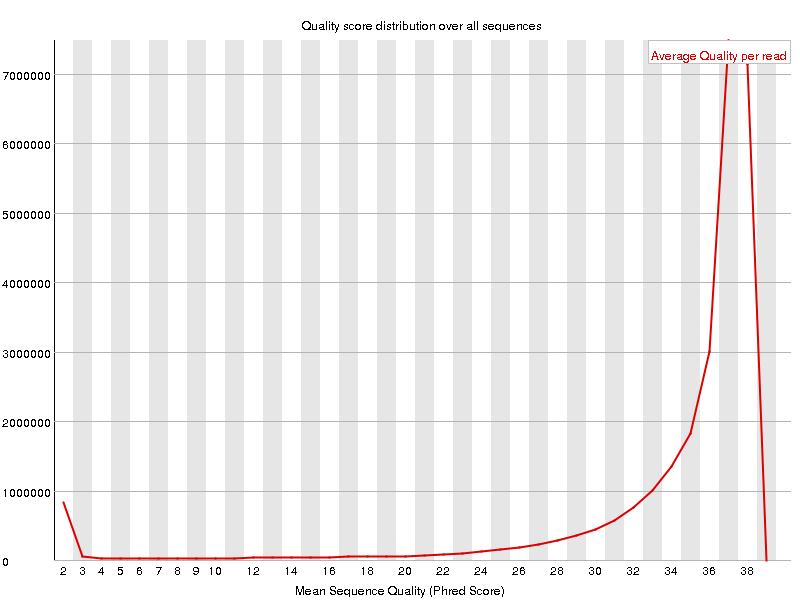 Quality score distribution over all sequences
Average Quality per read
7000000
6000000
5000000
4000000
3000000
2000000
1000000
0
2 3 4 5 6 7 8 9 10 12 14 16 18 20 22 24 26 28 30 32 34 36 38
Mean Sequence Quality (Phred Score)